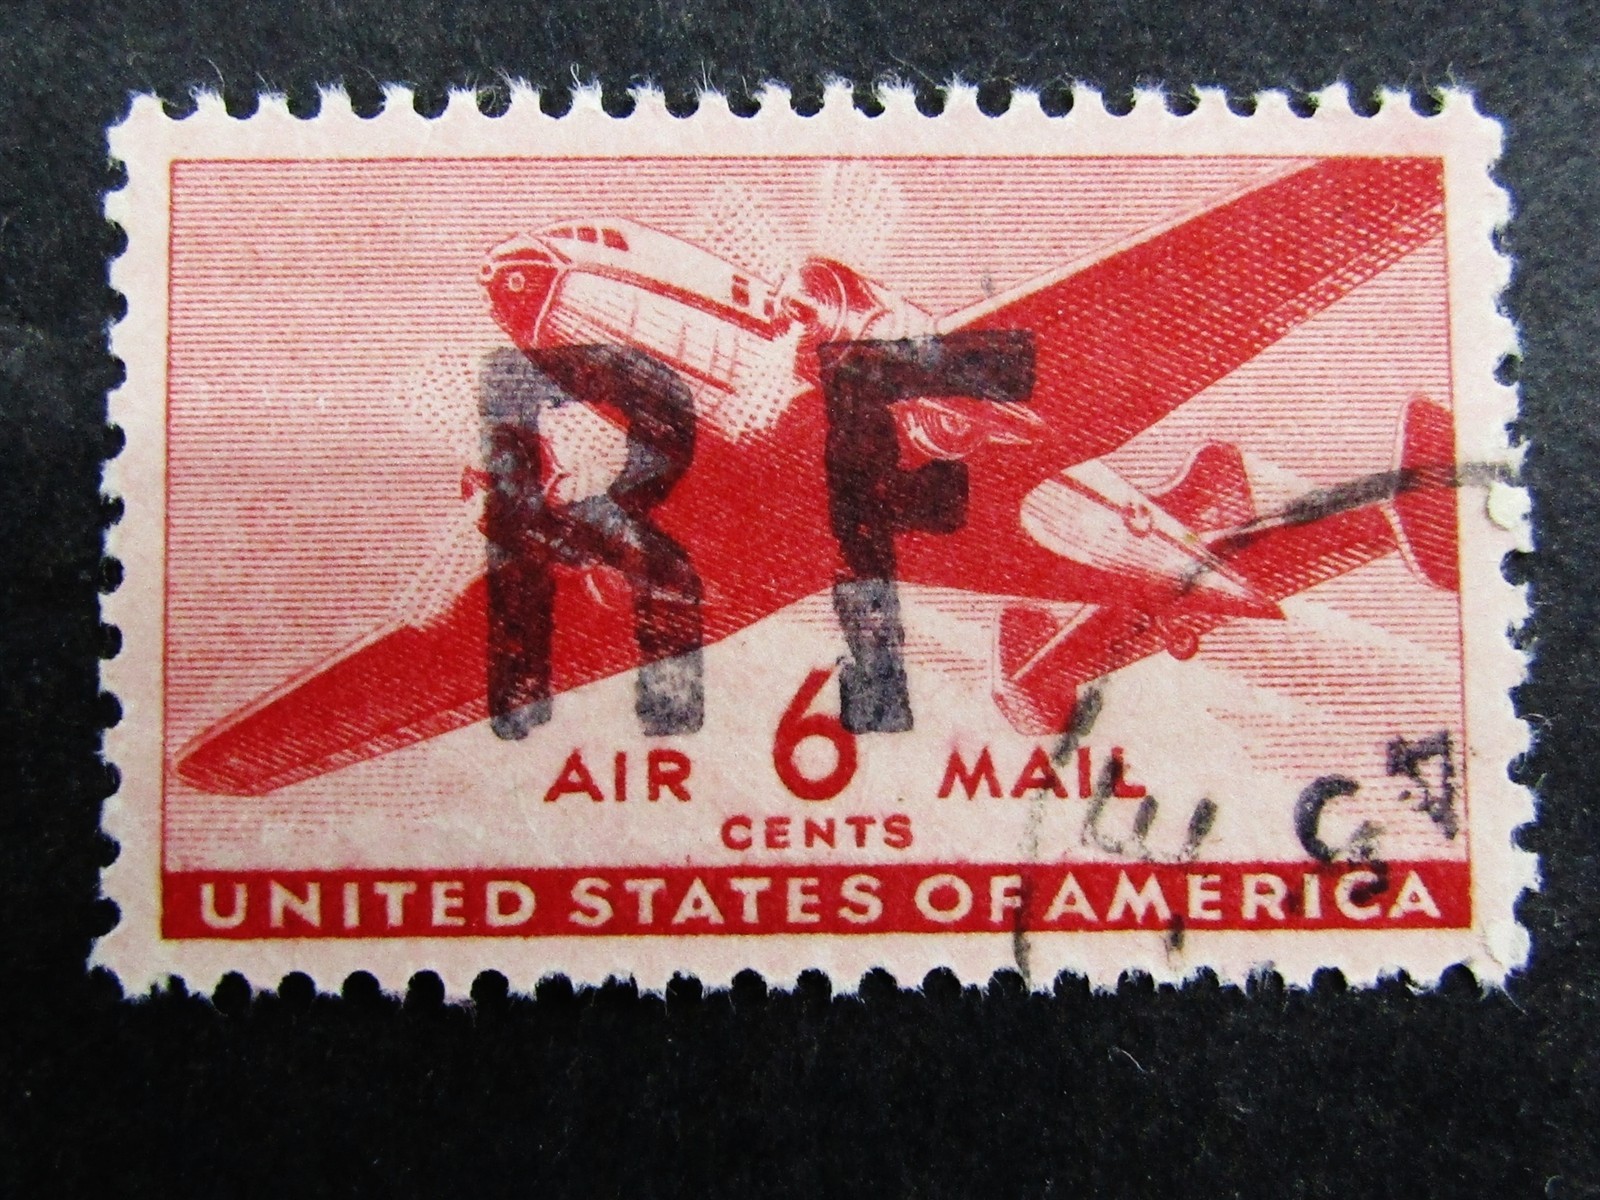 RF
6
AIR MAIL
CENTS
UNITED STATES OF AMERICA